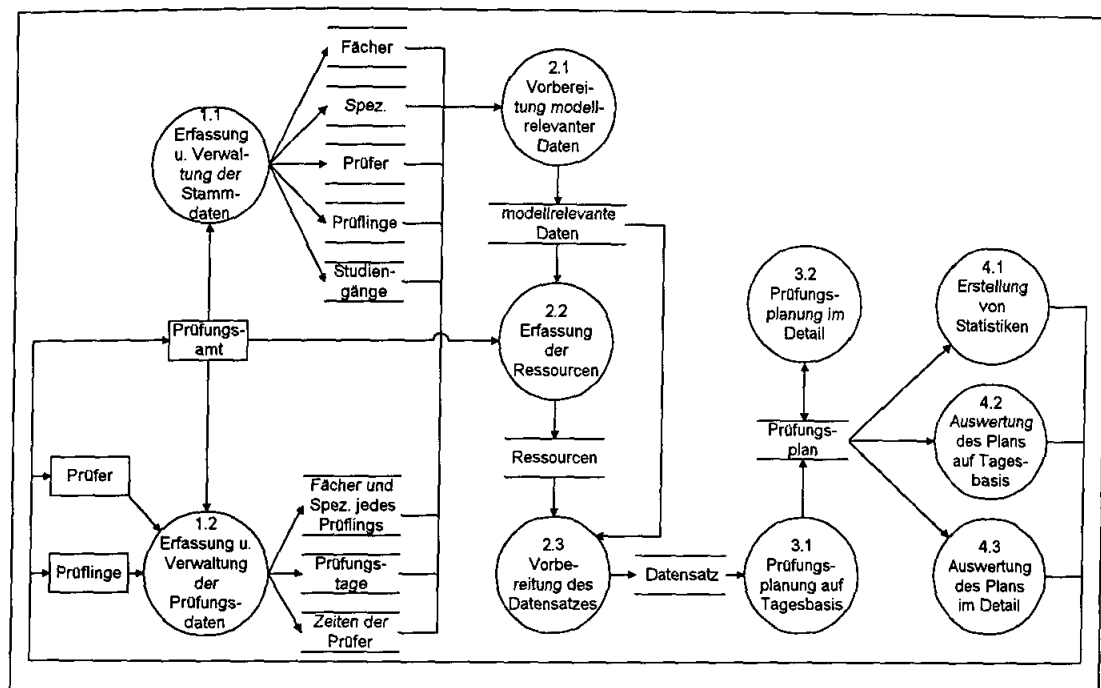 1.1
Erfassung
u. Verwal-
tung der
Stamm-
daten
Fächer
Spez.
Prüfer
Prüflinge
Studien-
gänge
2.1
Vorberei-
tung modell-
relevanter
Daten
modellrelevante
Daten
Prüfungs-
amt
2.2
Erfassung
der
Ressourcen
Ressourcen
Prüfer
Prüflinge
1.2
Erfassung u.
Verwaltung
der
Prüfungs-
daten
Fächer und
Spez. jedes
Prüflings
Prüfungs-
tage
Zeiten der
Prüfer
2.3
Vorbe-
reitung des
Datensatzes
Datensatz
3.1
Prüfungs-
planung auf
Tagesbasis
Prüfungs-
plan
3.2
Prüfungs-
planung im
Detail
4.1
Erstellung
von
Statistiken
4.2
Auswertung
des Plans
auf Tages-
basis
4.3
Auswertung
des Plans
im Detail